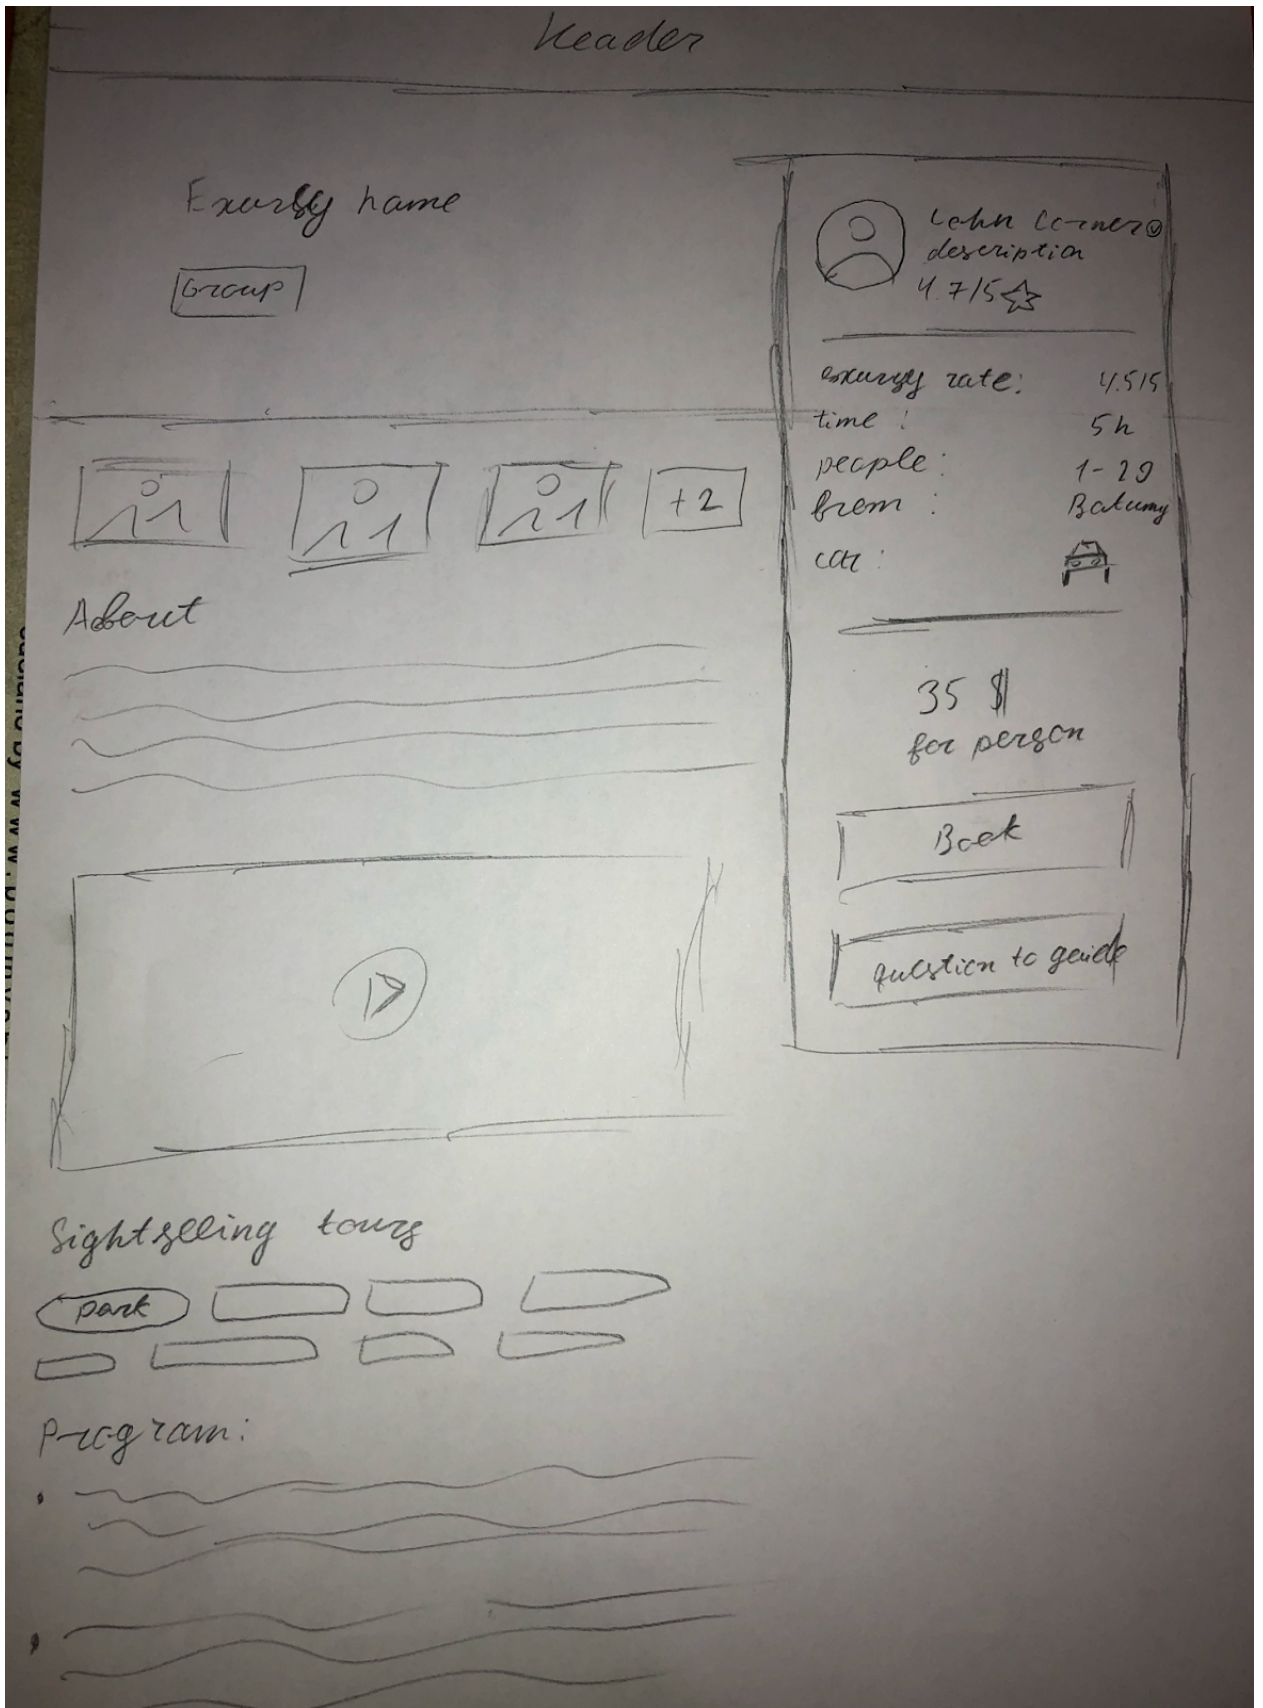 Header
Exursy name
Group
+2
About
Sightseeing tours
park
Program:
John Corner
description
4.7/5
exursy rate: 4.5/5
time : 5h
people: 1-20
from : Batumy
car :
35 $
for person
Book
question to guide